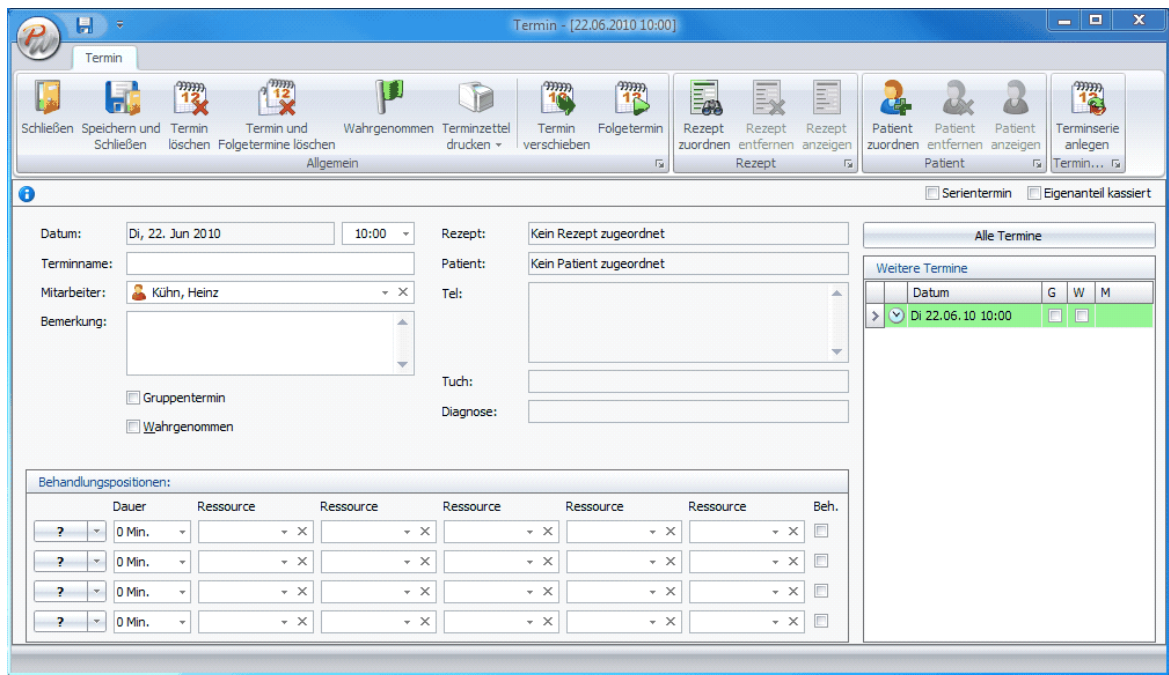 Termin - [22.06.2010 10:00]
Termin
Schließen
Speichern und Schließen
Termin löschen
Termin und Folgetermine löschen
Wahrgenommen
Terminzettel drucken
Termin verschieben
Folgetermin
Rezept zuordnen
Rezept entfernen
Rezept anzeigen
Patient zuordnen
Patient entfernen
Patient anzeigen
Terminserie anlegen
Allgemein
Rezept
Patient
Termin...
Serientermin
Eigenanteil kassiert
Datum: Di, 22. Jun 2010 10:00
Terminname:
Mitarbeiter: Kühn, Heinz
Bemerkung:
Gruppentermin
Wahrgenommen
Rezept: Kein Rezept zugeordnet
Patient: Kein Patient zugeordnet
Tel:
Tuch:
Diagnose:
Alle Termine
Weitere Termine
Datum G W M
Di 22.06.10 10:00
Behandlungspositionen:
Dauer Ressource Ressource Ressource Ressource Ressource Beh.
? 0 Min.
? 0 Min.
? 0 Min.
? 0 Min.